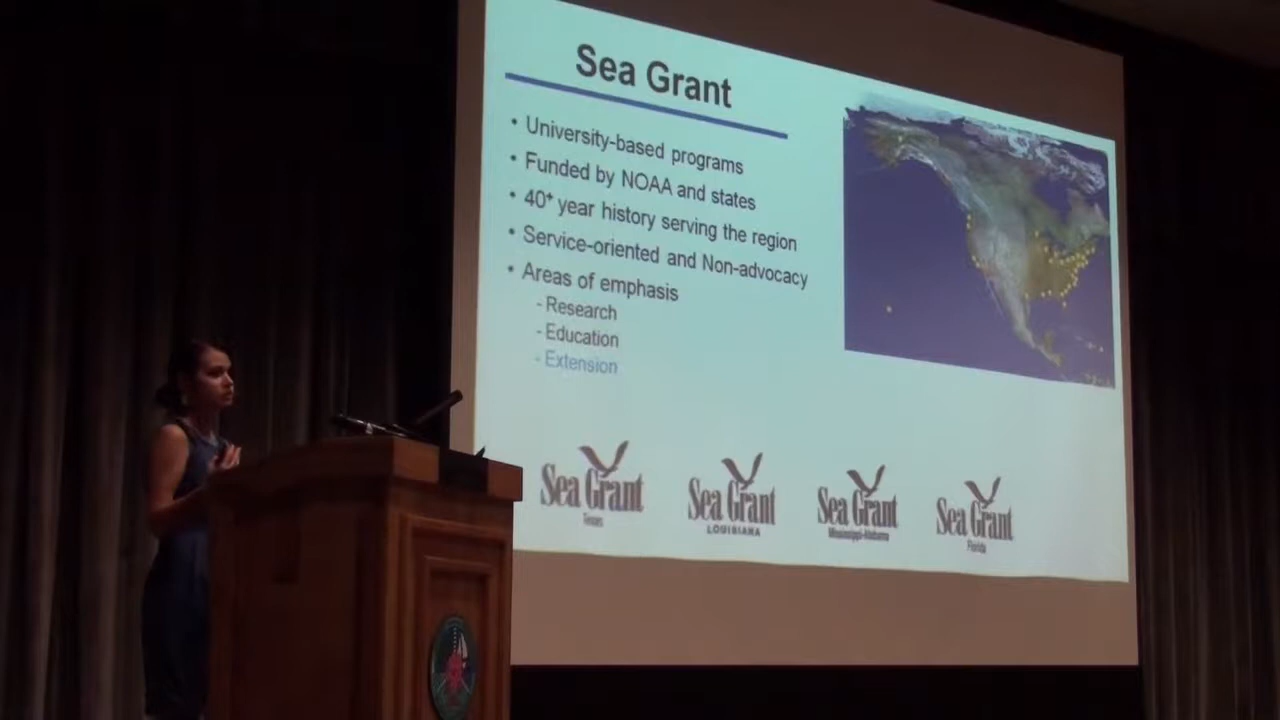 Sea Grant
• University-based programs
• Funded by NOAA and states
• 40+ year history serving the region
• Service-oriented and Non-advocacy
• Areas of emphasis
- Research
- Education
- Extension
Sea Grant
Texas
Sea Grant
LOUISIANA
Sea Grant
Mississippi-Alabama
Sea Grant
Florida